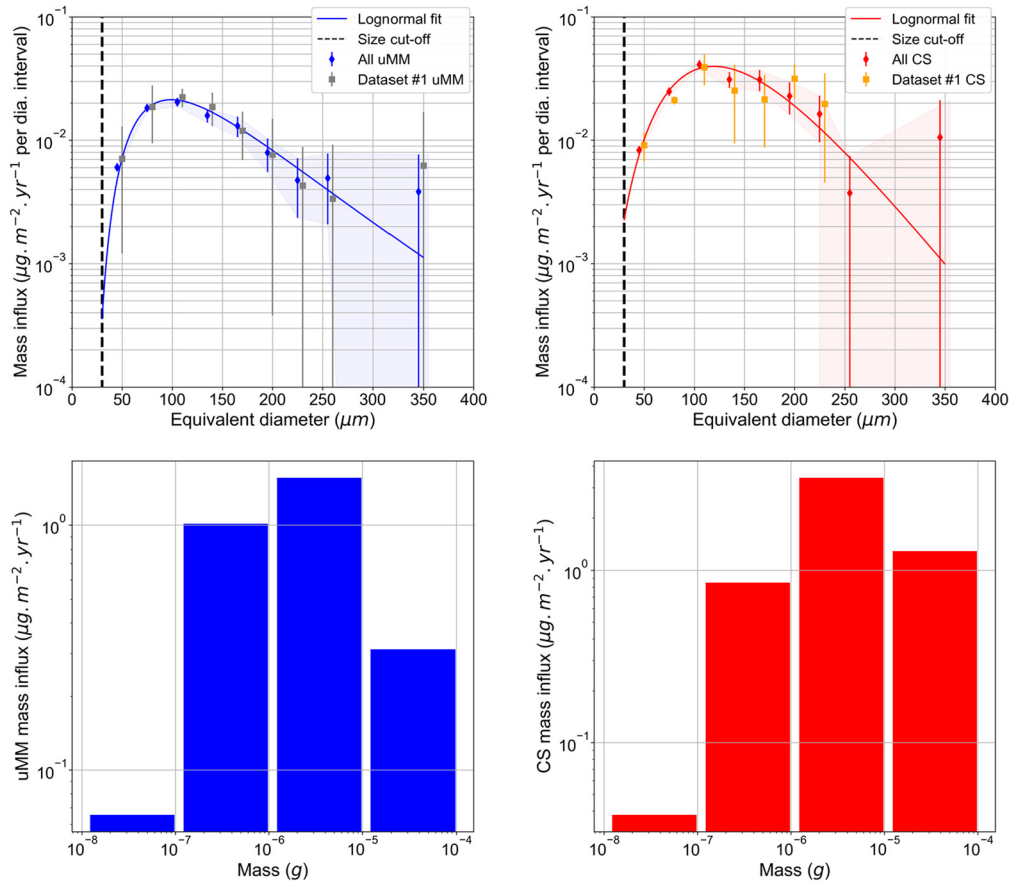 Mass influx (μg. m⁻². yr⁻¹ per dia. interval)
10⁻¹
10⁻²
10⁻³
10⁻⁴
Lognormal fit
Size cut-off
All uMM
Dataset #1 uMM
0 50 100 150 200 250 300 350 400
Equivalent diameter (μm)
Mass influx (μg. m⁻². yr⁻¹ per dia. interval)
10⁻¹
10⁻²
10⁻³
10⁻⁴
Lognormal fit
Size cut-off
All CS
Dataset #1 CS
0 50 100 150 200 250 300 350 400
Equivalent diameter (μm)
uMM mass influx (μg. m⁻². yr⁻¹)
10⁰
10⁻¹
10⁻⁸ 10⁻⁷ 10⁻⁶ 10⁻⁵ 10⁻⁴
Mass (g)
CS mass influx (μg. m⁻². yr⁻¹)
10⁰
10⁻¹
10⁻⁸ 10⁻⁷ 10⁻⁶ 10⁻⁵ 10⁻⁴
Mass (g)